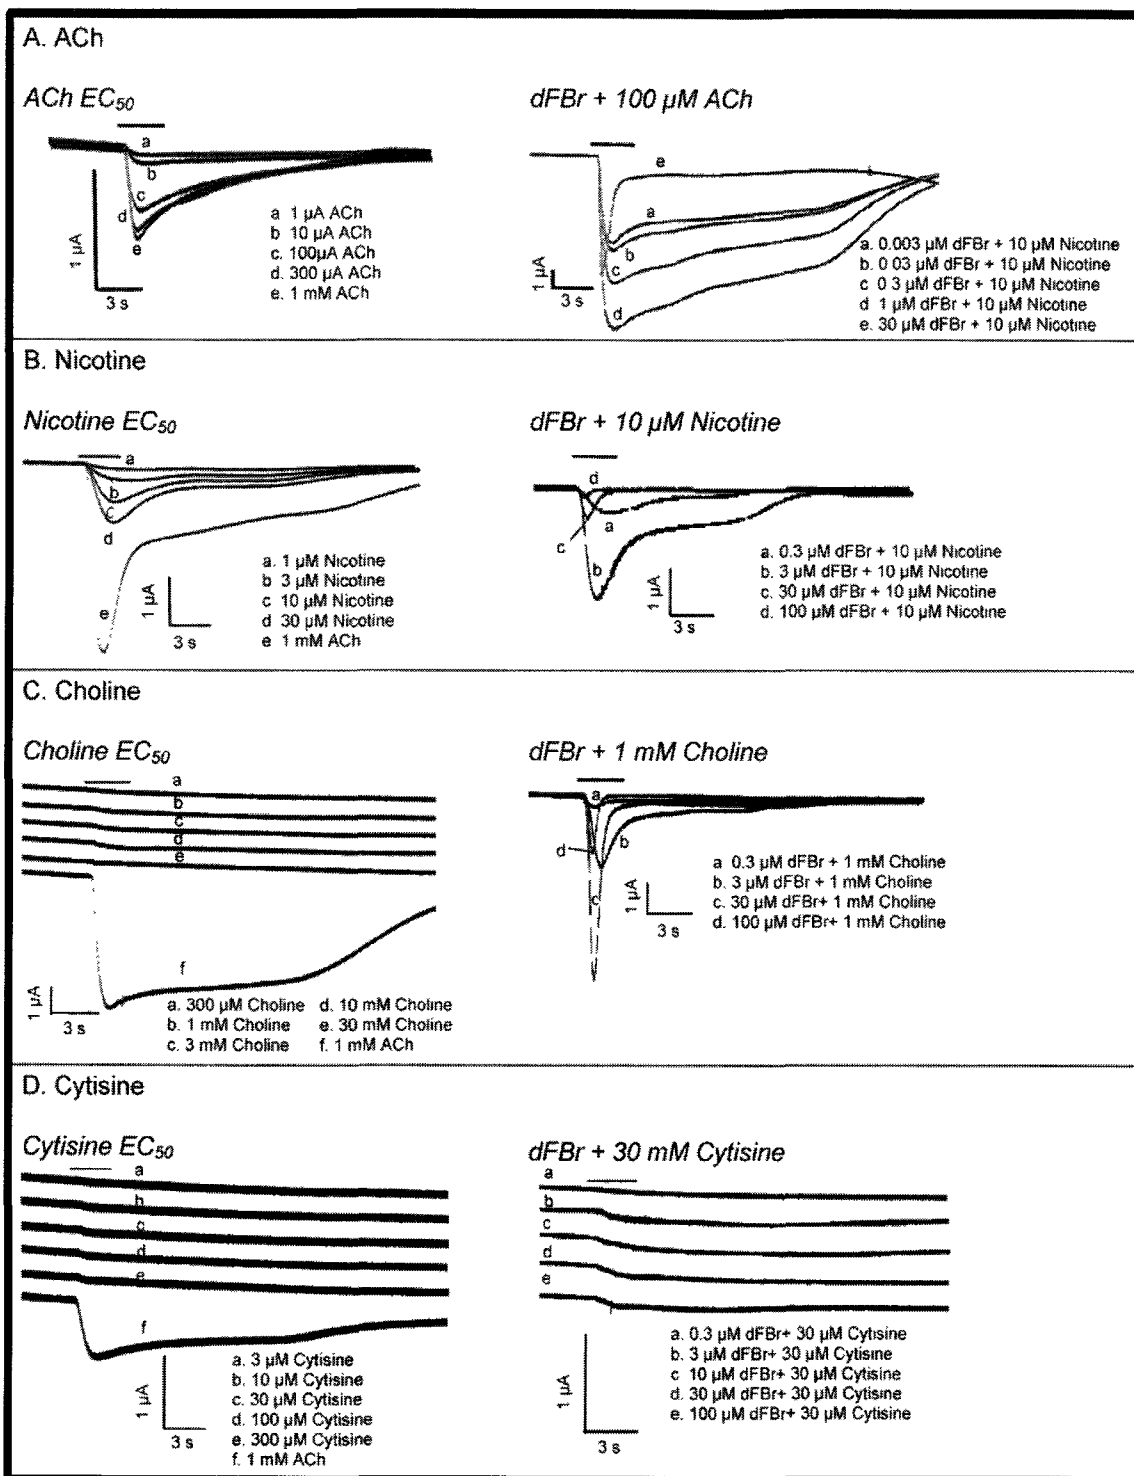 A. ACh
ACh EC50
a
b
c
d
e
1 µA
3 s
a 1 µA ACh
b 10 µA ACh
c. 100µA ACh
d. 300 µA ACh
e. 1 mM ACh
dFBr + 100 µM ACh
e
a
b
c
d
1 µA
3 s
a. 0.003 µM dFBr + 10 µM Nicotine
b. 0 03 µM dFBr + 10 µM Nicotine
c 0 3 µM dFBr + 10 µM Nicotine
d 1 µM dFBr + 10 µM Nicotine
e. 30 µM dFBr + 10 µM Nicotine
B. Nicotine
Nicotine EC50
a
b
c
d
e
1 µA
3 s
a. 1 µM Nicotine
b 3 µM Nicotine
c 10 µM Nicotine
d 30 µM Nicotine
e 1 mM ACh
dFBr + 10 µM Nicotine
d
a
c
b
1 µA
3 s
a. 0.3 µM dFBr + 10 µM Nicotine
b. 3 µM dFBr + 10 µM Nicotine
c. 30 µM dFBr + 10 µM Nicotine
d. 100 µM dFBr + 10 µM Nicotine
C. Choline
Choline EC50
a
b
c
d
e
f
1 µA
3 s
a. 300 µM Choline d. 10 mM Choline
b. 1 mM Choline e. 30 mM Choline
c. 3 mM Choline f. 1 mM ACh
dFBr + 1 mM Choline
a
b
d
c
1 µA
3 s
a 0.3 µM dFBr + 1 mM Choline
b. 3 µM dFBr + 1 mM Choline
c. 30 µM dFBr+ 1 mM Choline
d. 100 µM dFBr+ 1 mM Choline
D. Cytisine
Cytisine EC50
a
b
c
d
e
f
1 µA
3 s
a. 3 µM Cytisine
b. 10 µM Cytisine
c. 30 µM Cytisine
d. 100 µM Cytisine
e. 300 µM Cytisine
f. 1 mM ACh
dFBr + 30 mM Cytisine
a
b
c
d
e
1 µA
3 s
a. 0.3 µM dFBr+ 30 µM Cytisine
b. 3 µM dFBr+ 30 µM Cytisine
c 10 µM dFBr+ 30 µM Cytisine
d. 30 µM dFBr+ 30 µM Cytisine
e. 100 µM dFBr+ 30 µM Cytisine